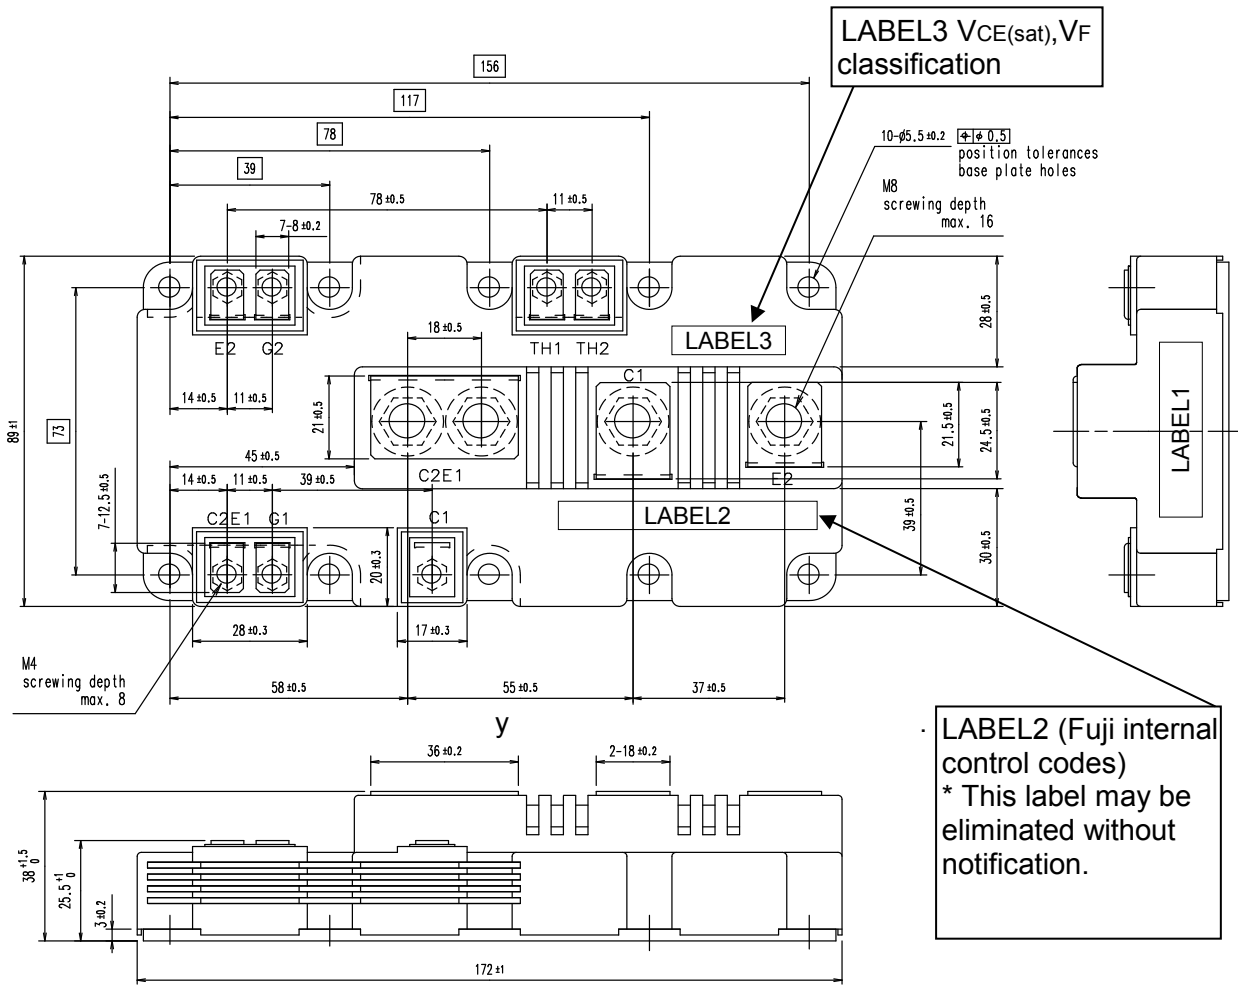 LABEL3 VCE(sat),VF
classification
156
117
78
39
10-ø5.5 ±0.2 ⌖ ø 0.5
position tolerances
base plate holes
M8
screwing depth
max. 16
78 ±0.5
11 ±0.5
7-8 ±0.2
E2 G2
TH1 TH2
18 ±0.5
LABEL3
28 ±0.5
14 ±0.5
11 ±0.5
21 ±0.5
C1
21.5 ±0.5
24.5 ±0.5
89 ±1
73
45 ±0.5
C2E1
E2
LABEL1
14 ±0.5
11 ±0.5
39 ±0.5
7-12.5 ±0.5
C2E1 G1
C1
LABEL2
39 ±0.5
30 ±0.5
20 ±0.3
28 ±0.3
17 ±0.3
M4
screwing depth
max. 8
58 ±0.5
55 ±0.5
37 ±0.5
y
LABEL2 (Fuji internal
control codes)
* This label may be
eliminated without
notification.
36 ±0.2
2-18 ±0.2
38 +1.5 0
25.5 +1 0
3 ±0.2
172 ±1